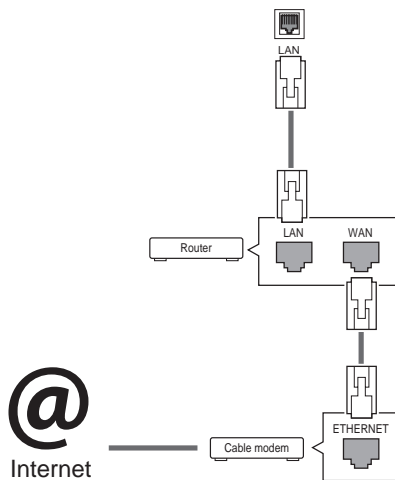 LAN
LAN
WAN
Router
ETHERNET
@
Cable modem
Internet